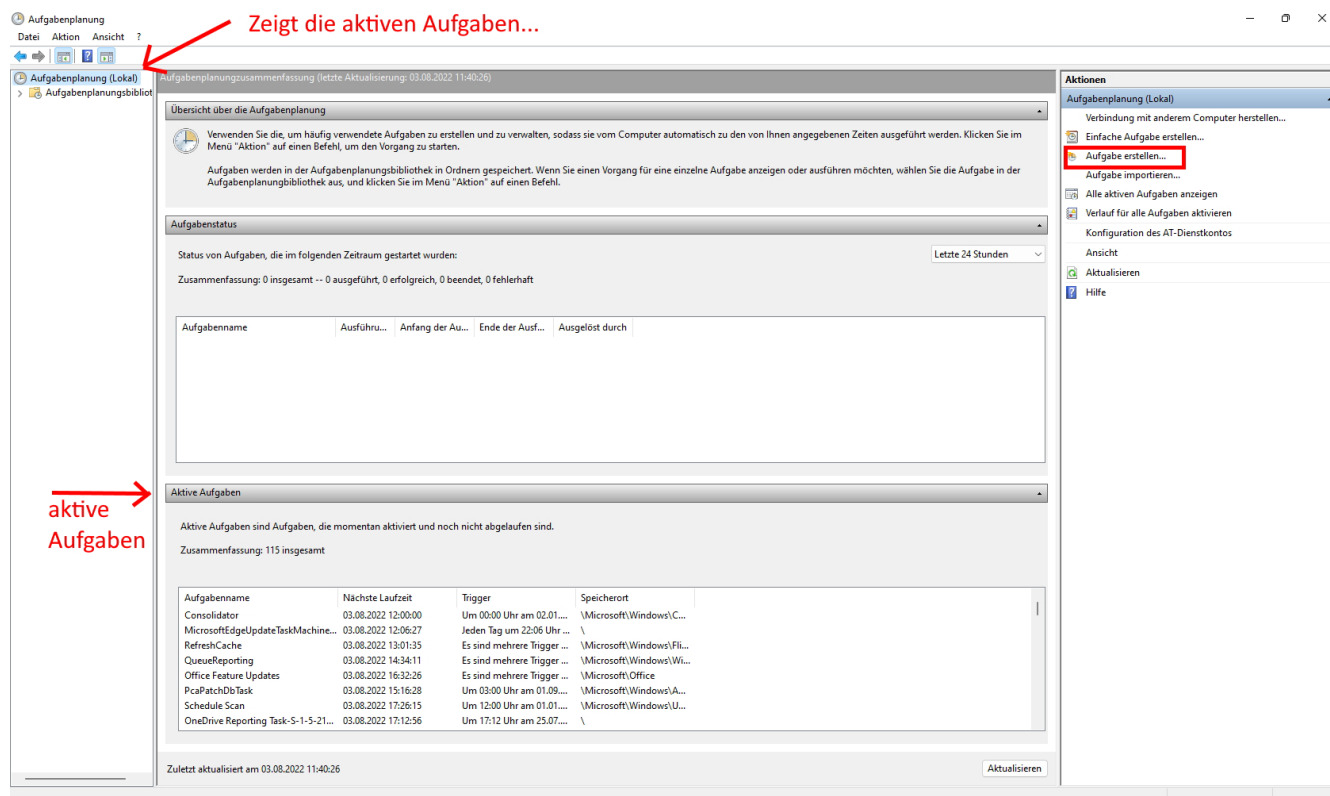 Aufgabenplanung
Zeigt die aktiven Aufgaben...
Datei Aktion Ansicht ?
Aufgabenplanung (Lokal)
Aufgabenplanungsbibliot
Aufgabenplanungzusammenfassung (letzte Aktualisierung: 03.08.2022 11:40:26)
Übersicht über die Aufgabenplanung
Verwenden Sie die, um häufig verwendete Aufgaben zu erstellen und zu verwalten, sodass sie vom Computer automatisch zu den von Ihnen angegebenen Zeiten ausgeführt werden. Klicken Sie im
Menü "Aktion" auf einen Befehl, um den Vorgang zu starten.
Aufgaben werden in der Aufgabenplanungsbibliothek in Ordnern gespeichert. Wenn Sie einen Vorgang für eine einzelne Aufgabe anzeigen oder ausführen möchten, wählen Sie die Aufgabe in der
Aufgabenplanungbibliothek aus, und klicken Sie im Menü "Aktion" auf einen Befehl.
Aufgabenstatus
Status von Aufgaben, die im folgenden Zeitraum gestartet wurden: Letzte 24 Stunden
Zusammenfassung: 0 insgesamt -- 0 ausgeführt, 0 erfolgreich, 0 beendet, 0 fehlerhaft
Aufgabenname Ausführu... Anfang der Au... Ende der Ausf... Ausgelöst durch
aktive
Aufgaben
Aktive Aufgaben
Aktive Aufgaben sind Aufgaben, die momentan aktiviert und noch nicht abgelaufen sind.
Zusammenfassung: 115 insgesamt
Aufgabenname Nächste Laufzeit Trigger Speicherort
Consolidator 03.08.2022 12:00:00 Um 00:00 Uhr am 02.01.... \Microsoft\Windows\C...
MicrosoftEdgeUpdateTaskMachine... 03.08.2022 12:06:27 Jeden Tag um 22:06 Uhr ... \
RefreshCache 03.08.2022 13:01:35 Es sind mehrere Trigger ... \Microsoft\Windows\Fli...
QueueReporting 03.08.2022 14:34:11 Es sind mehrere Trigger ... \Microsoft\Windows\Wi...
Office Feature Updates 03.08.2022 16:32:26 Es sind mehrere Trigger ... \Microsoft\Office
PcaPatchDbTask 03.08.2022 15:16:28 Um 03:00 Uhr am 01.09.... \Microsoft\Windows\A...
Schedule Scan 03.08.2022 17:26:15 Um 12:00 Uhr am 01.01.... \Microsoft\Windows\U...
OneDrive Reporting Task-S-1-5-21... 03.08.2022 17:12:56 Um 17:12 Uhr am 25.07.... \
Zuletzt aktualisiert am 03.08.2022 11:40:26 Aktualisieren
Aktionen
Aufgabenplanung (Lokal)
Verbindung mit anderem Computer herstellen...
Einfache Aufgabe erstellen...
Aufgabe erstellen...
Aufgabe importieren...
Alle aktiven Aufgaben anzeigen
Verlauf für alle Aufgaben aktivieren
Konfiguration des AT-Dienstkontos
Ansicht
Aktualisieren
Hilfe